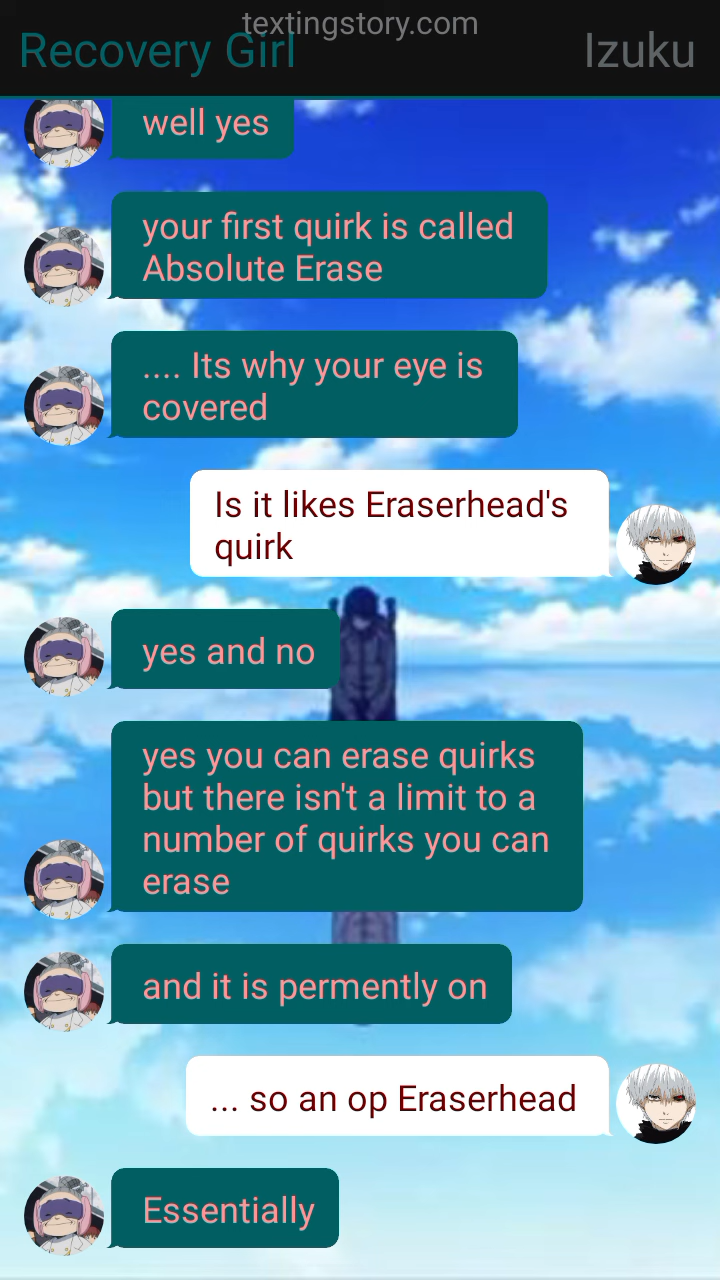 textingstory.com
Recovery Girl
Izuku
well yes
your first quirk is called
Absolute Erase
.... Its why your eye is
covered
Is it likes Eraserhead's
quirk
yes and no
yes you can erase quirks
but there isn't a limit to a
number of quirks you can
erase
and it is permently on
... so an op Eraserhead
Essentially